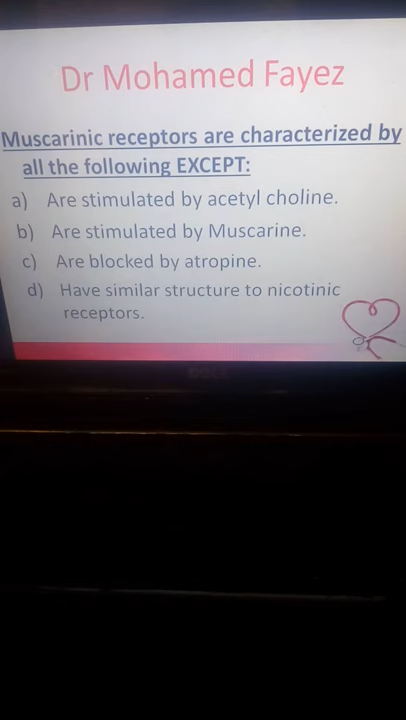 Dr Mohamed Fayez
Muscarinic receptors are characterized by
all the following EXCEPT:
a) Are stimulated by acetyl choline.
b) Are stimulated by Muscarine.
c) Are blocked by atropine.
d) Have similar structure to nicotinic
receptors.
DELL